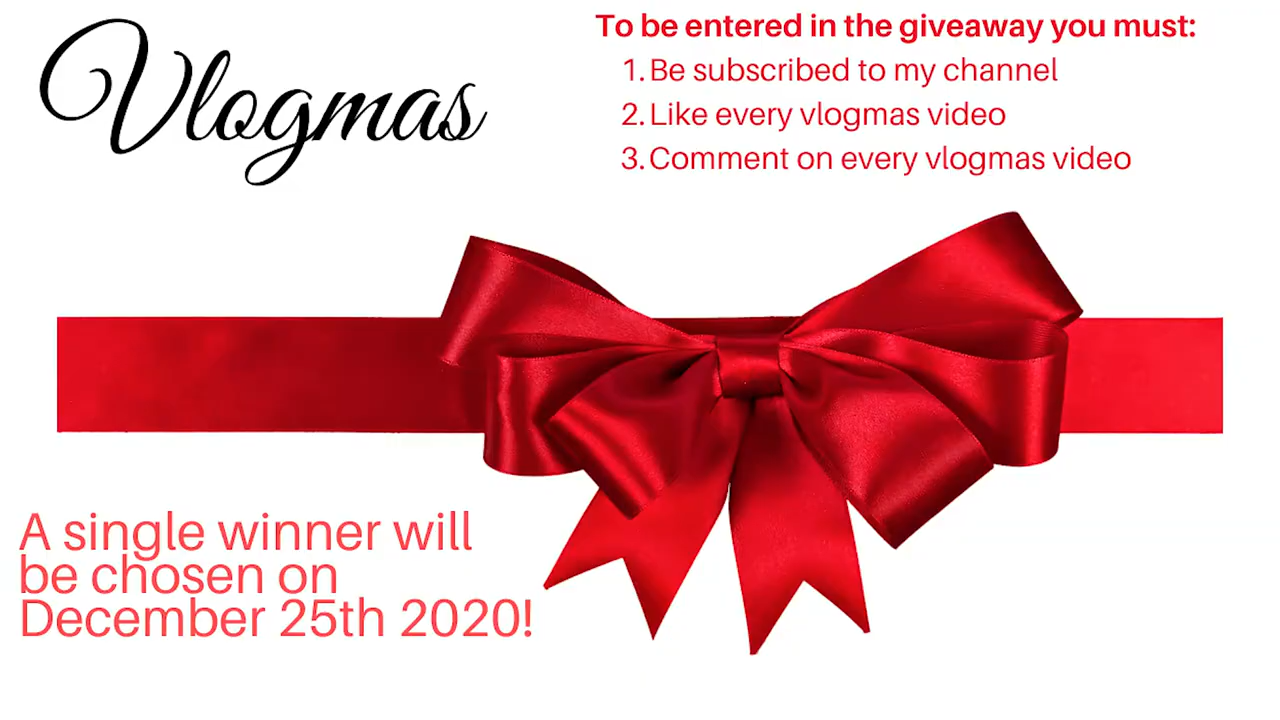 Vlogmas
To be entered in the giveaway you must:
1. Be subscribed to my channel
2. Like every vlogmas video
3. Comment on every vlogmas video
A single winner will
be chosen on
December 25th 2020!